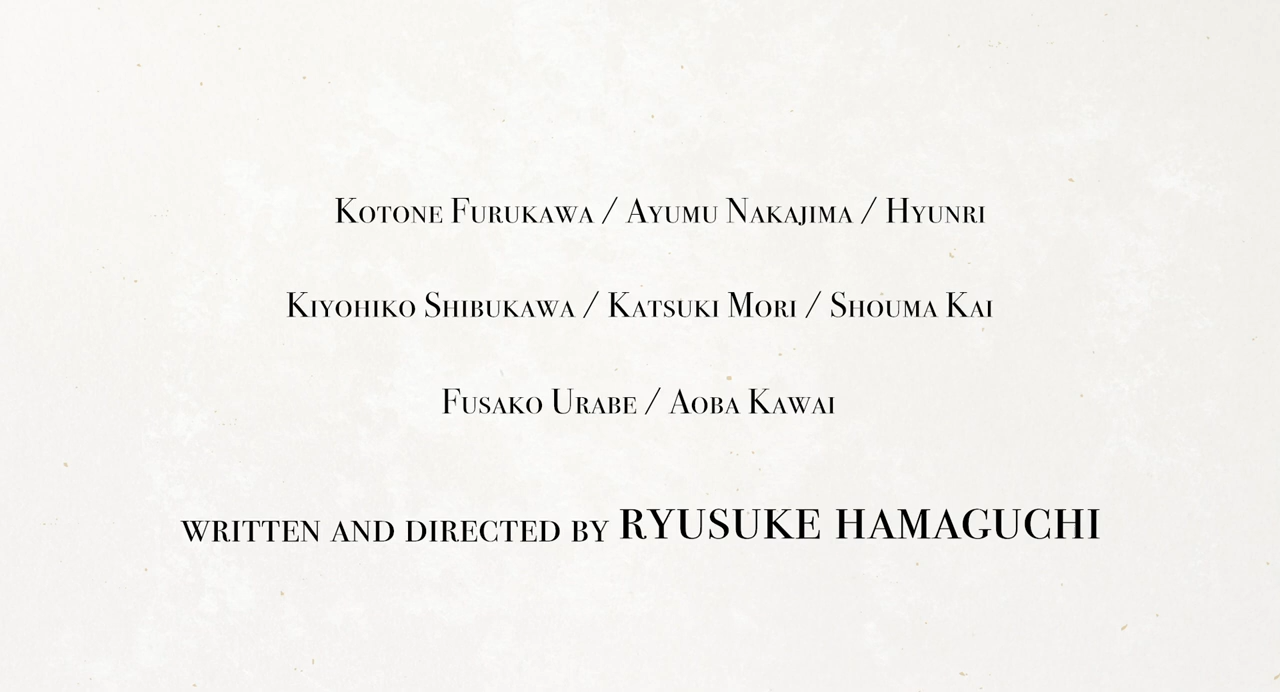 Kotone Furukawa / Ayumu Nakajima / Hyunri
Kiyohiko Shibukawa / Katsuki Mori / Shouma Kai
Fusako Urabe / Aoba Kawai
WRITTEN AND DIRECTED BY RYUSUKE HAMAGUCHI